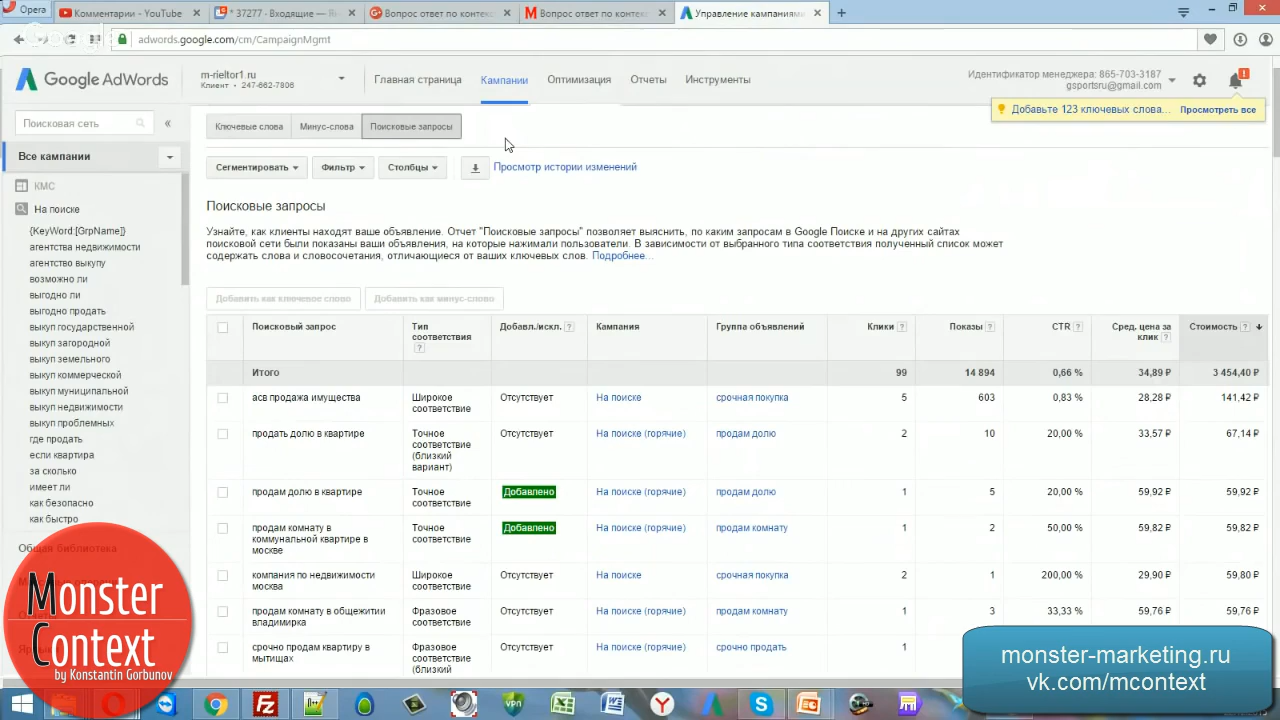 Opera
Комментарии - YouTube
* 37277 - Входящие — Rich
Вопрос ответ по контекс
Вопрос ответ по контекс
Управление кампаниям
adwords.google.com/cm/CampaignMgmt
Google AdWords
m-rieltor1.ru
Клиент • 247-662-7806
Главная страница
Кампании
Оптимизация
Отчеты
Инструменты
Идентификатор менеджера: 865-703-3187
gsportsru@gmail.com
Добавьте 123 ключевых слова... Просмотреть все
Поисковая сеть
«
Все кампании
КМС
На поиске
{KeyWord:[GrpName]}
агентства недвижимости
агентство выкупу
возможно ли
выгодно ли
выгодно продать
выкуп государственной
выкуп загородной
выкуп земельного
выкуп коммерческой
выкуп муниципальной
выкуп недвижимости
выкуп проблемных
где продать
если квартира
за сколько
имеет ли
как безопасно
как быстро
Общая библиотека
Ключевые слова
Минус-слова
Поисковые запросы
Сегментировать
Фильтр
Столбцы
Просмотр истории изменений
Поисковые запросы
Узнайте, как клиенты находят ваше объявление. Отчет "Поисковые запросы" позволяет выяснить, по каким запросам в Google Поиске и на других сайтах
поисковой сети были показаны ваши объявления, на которые нажимали пользователи. В зависимости от выбранного типа соответствия полученный список может
содержать слова и словосочетания, отличающиеся от ваших ключевых слов. Подробнее...
Добавить как ключевое слово
Добавить как минус-слово
Поисковый запрос
Тип соответствия ?
Добавл./искл. ?
Кампания
Группа объявлений
Клики ?
Показы ?
CTR ?
Сред. цена за клик ?
Стоимость ?
Итого 99 14 894 0,66 % 34,89 ₽ 3 454,40 ₽
асв продажа имущества Широкое соответствие Отсутствует На поиске срочная покупка 5 603 0,83 % 28,28 ₽ 141,42 ₽
продать долю в квартире Точное соответствие (близкий вариант) Отсутствует На поиске (горячие) продам долю 2 10 20,00 % 33,57 ₽ 67,14 ₽
продам долю в квартире Точное соответствие Добавлено На поиске (горячие) продам долю 1 5 20,00 % 59,92 ₽ 59,92 ₽
продам комнату в коммунальной квартире в москве Точное соответствие Добавлено На поиске (горячие) продам комнату 1 2 50,00 % 59,82 ₽ 59,82 ₽
компания по недвижимости москва Широкое соответствие Отсутствует На поиске срочная покупка 2 1 200,00 % 29,90 ₽ 59,80 ₽
продам комнату в общежитии владимирка Фразовое соответствие Отсутствует На поиске (горячие) продам комнату 1 3 33,33 % 59,76 ₽ 59,76 ₽
срочно продам квартиру в мытищах Фразовое соответствие (близкий Отсутствует На поиске (горячие) срочно продать 1
Monster
Context
by Konstantin Gorbunov
monster-marketing.ru
vk.com/mcontext